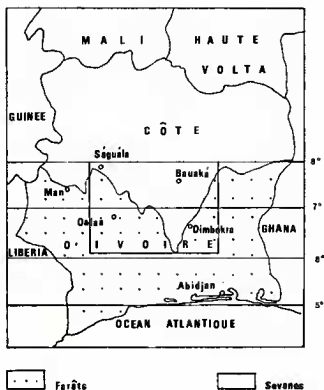 MALI
HAUTE
VOLTA
GUINEE
CÔTE
Séguéla
8°
Bouaké
Man
7°
Dimbokro
GHANA
LIBERIA
D'IVOIRE
6°
Abidjan
5°
OCEAN ATLANTIQUE
Forêts
Savanes